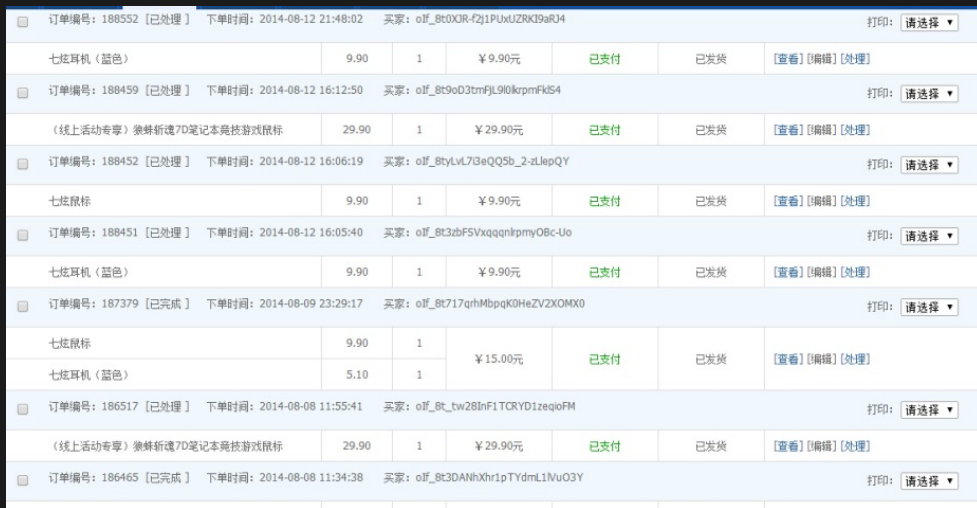 订单编号：188552 [已处理 ] 下单时间：2014-08-12 21:48:02 买家：oIf_8t0XJR-f2j1PUxUZRKI9aRJ4 打印： 请选择
七炫耳机（蓝色） 9.90 1 ￥9.90元 已支付 已发货 [查看] [编辑] [处理]
订单编号：188459 [已处理 ] 下单时间：2014-08-12 16:12:50 买家：oIf_8t9oD3tmFjL9l0lkrpmFklS4 打印： 请选择
（线上活动专享）狼蛛斩魂7D笔记本竞技游戏鼠标 29.90 1 ￥29.90元 已支付 已发货 [查看] [编辑] [处理]
订单编号：188452 [已处理 ] 下单时间：2014-08-12 16:06:19 买家：oIf_8tyLvL7i3eQQ5b_2-zLlepQY 打印： 请选择
七炫鼠标 9.90 1 ￥9.90元 已支付 已发货 [查看] [编辑] [处理]
订单编号：188451 [已处理 ] 下单时间：2014-08-12 16:05:40 买家：oIf_8t3zbFSVxqqqnlrpmyOBc-Uo 打印： 请选择
七炫耳机（蓝色） 9.90 1 ￥9.90元 已支付 已发货 [查看] [编辑] [处理]
订单编号：187379 [已完成 ] 下单时间：2014-08-09 23:29:17 买家：oIf_8t717qrhMbpqK0HeZV2XOMX0 打印： 请选择
七炫鼠标 9.90 1
￥15.00元 已支付 已发货 [查看] [编辑] [处理]
七炫耳机（蓝色） 5.10 1
订单编号：186517 [已处理 ] 下单时间：2014-08-08 11:55:41 买家：oIf_8t_tw28InF1TCRYD1zeqioFM 打印： 请选择
（线上活动专享）狼蛛斩魂7D笔记本竞技游戏鼠标 29.90 1 ￥29.90元 已支付 已发货 [查看] [编辑] [处理]
订单编号：186465 [已完成 ] 下单时间：2014-08-08 11:34:38 买家：oIf_8t3DANhXhr1pTYdmL1lVuO3Y 打印： 请选择